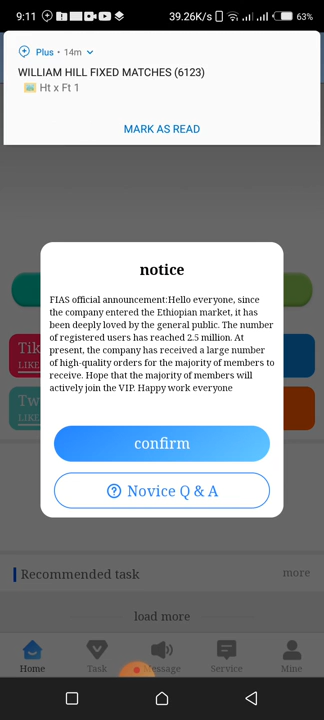 9:11
39.26K/s
63%
Plus • 14m
WILLIAM HILL FIXED MATCHES (6123)
Ht x Ft 1
MARK AS READ
notice
FIAS official announcement:Hello everyone, since
the company entered the Ethiopian market, it has
been deeply loved by the general public. The number
of registered users has reached 2.5 million. At
present, the company has received a large number
of high-quality orders for the majority of members to
receive. Hope that the majority of members will
actively join the VIP. Happy work everyone
confirm
Novice Q & A
Tik
LIKE
Tw
LIKE
Recommended task
more
load more
Home
Task
Message
Service
Mine